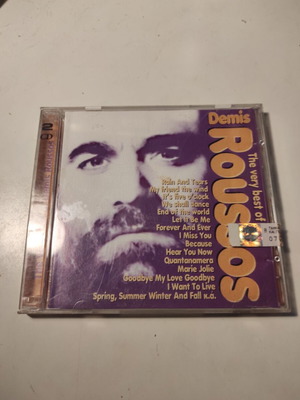 2
Demis
ROUSSOS
The very best of
Rain And Tears
My friend the wind
It's five o'clock
We shall dance
End of the world
Let It Be Me
Forever And Ever
I Miss You
Because
Hear You Now
Quantanamera
Marie Jolie
Goodbye My Love Goodbye
I Want To Live
Spring, Summer Winter And Fall κ.α.